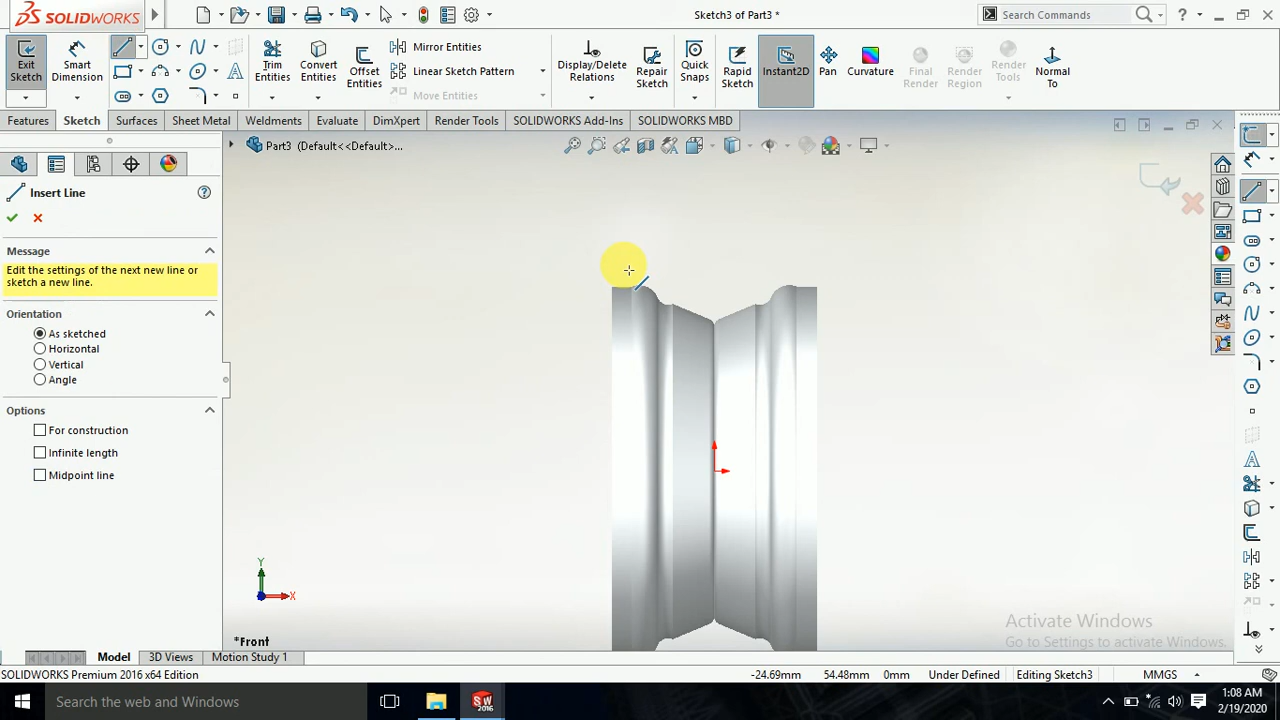 SOLIDWORKS
Sketch3 of Part3 *
Search Commands
Exit Sketch
Smart Dimension
Trim Entities
Convert Entities
Offset Entities
Mirror Entities
Linear Sketch Pattern
Move Entities
Display/Delete Relations
Repair Sketch
Quick Snaps
Rapid Sketch
Instant2D
Pan
Curvature
Final Render
Render Region
Render Tools
Normal To
Features
Sketch
Surfaces
Sheet Metal
Weldments
Evaluate
DimXpert
Render Tools
SOLIDWORKS Add-Ins
SOLIDWORKS MBD
Part3 (Default<<Default>...
Insert Line
Message
Edit the settings of the next new line or
sketch a new line.
Orientation
As sketched
Horizontal
Vertical
Angle
Options
For construction
Infinite length
Midpoint line
Y
X
*Front
Activate Windows
Go to Settings to activate Windows.
Model
3D Views
Motion Study 1
SOLIDWORKS Premium 2016 x64 Edition
-24.69mm
54.48mm
0mm
Under Defined
Editing Sketch3
MMGS
Search the web and Windows
SW
2016
1:08 AM
2/19/2020